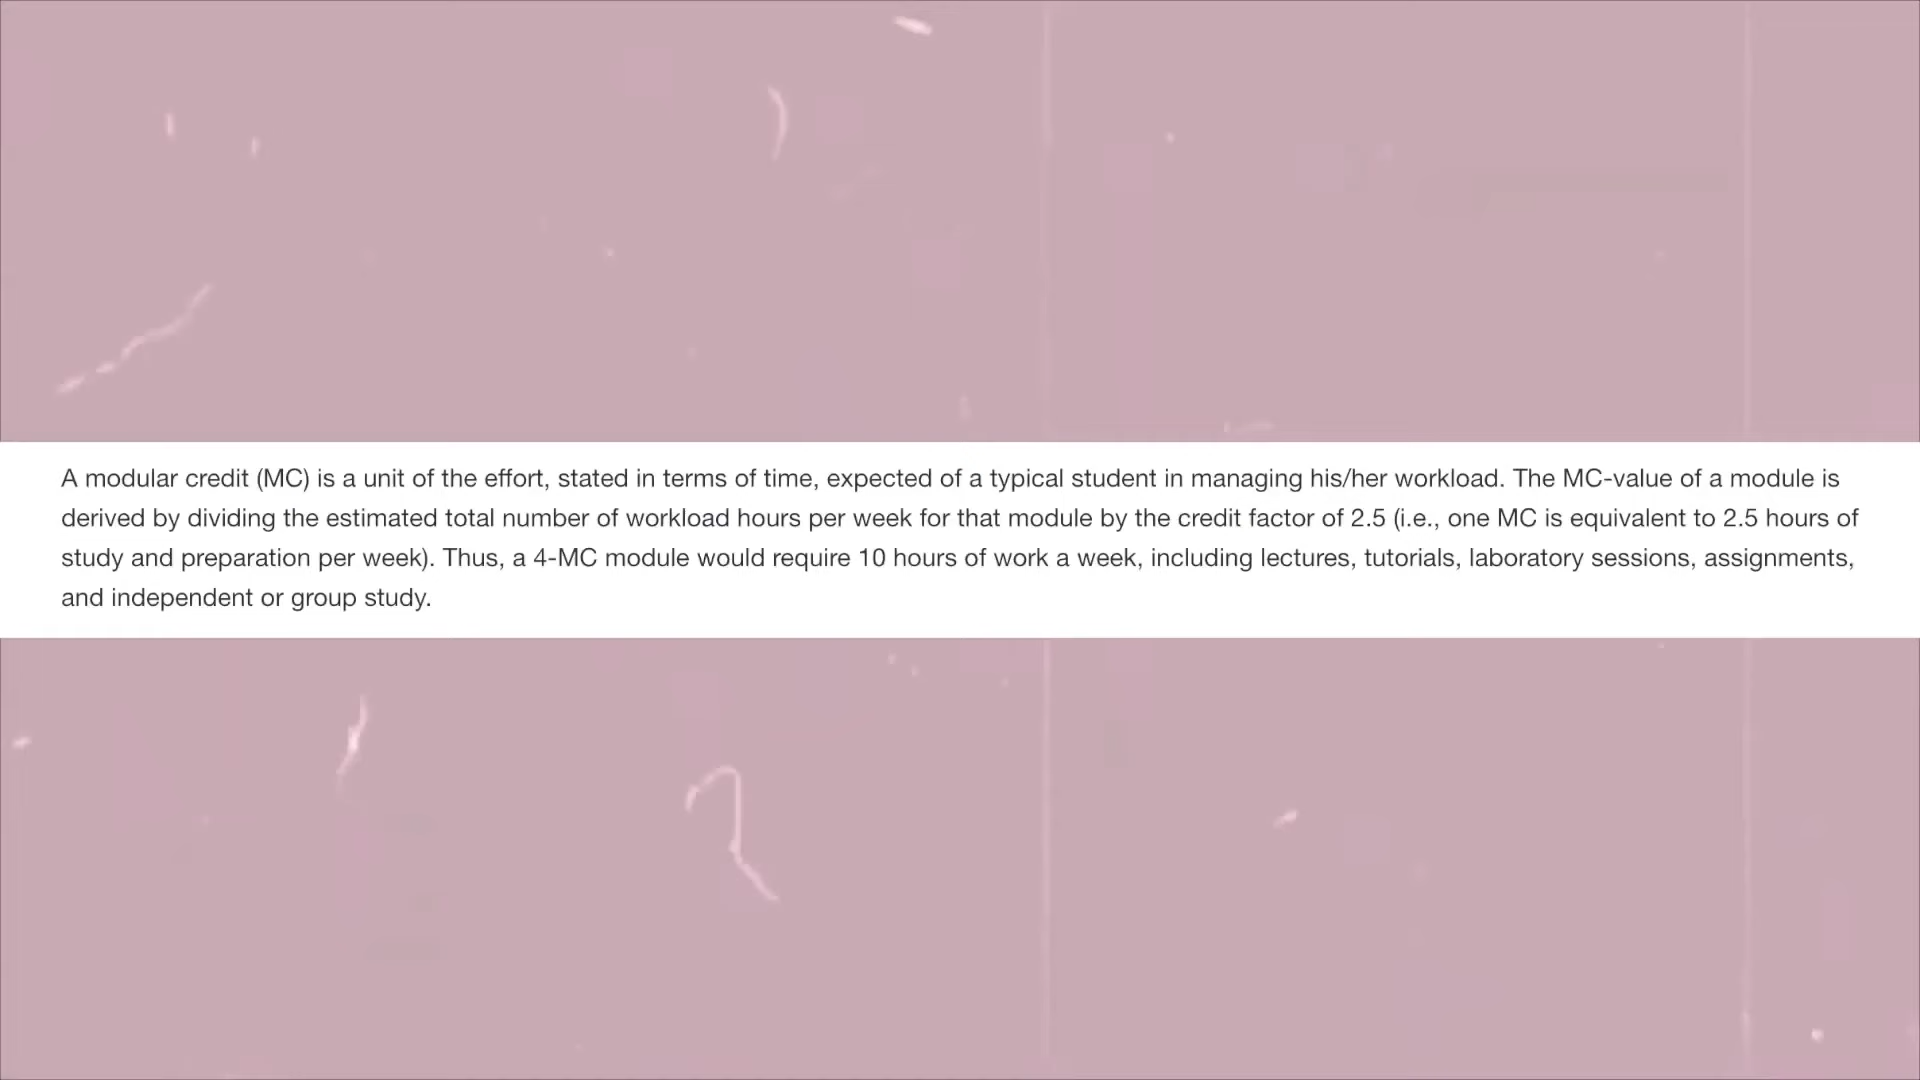 A modular credit (MC) is a unit of the effort, stated in terms of time, expected of a typical student in managing his/her workload. The MC-value of a module is
derived by dividing the estimated total number of workload hours per week for that module by the credit factor of 2.5 (i.e., one MC is equivalent to 2.5 hours of
study and preparation per week). Thus, a 4-MC module would require 10 hours of work a week, including lectures, tutorials, laboratory sessions, assignments,
and independent or group study.